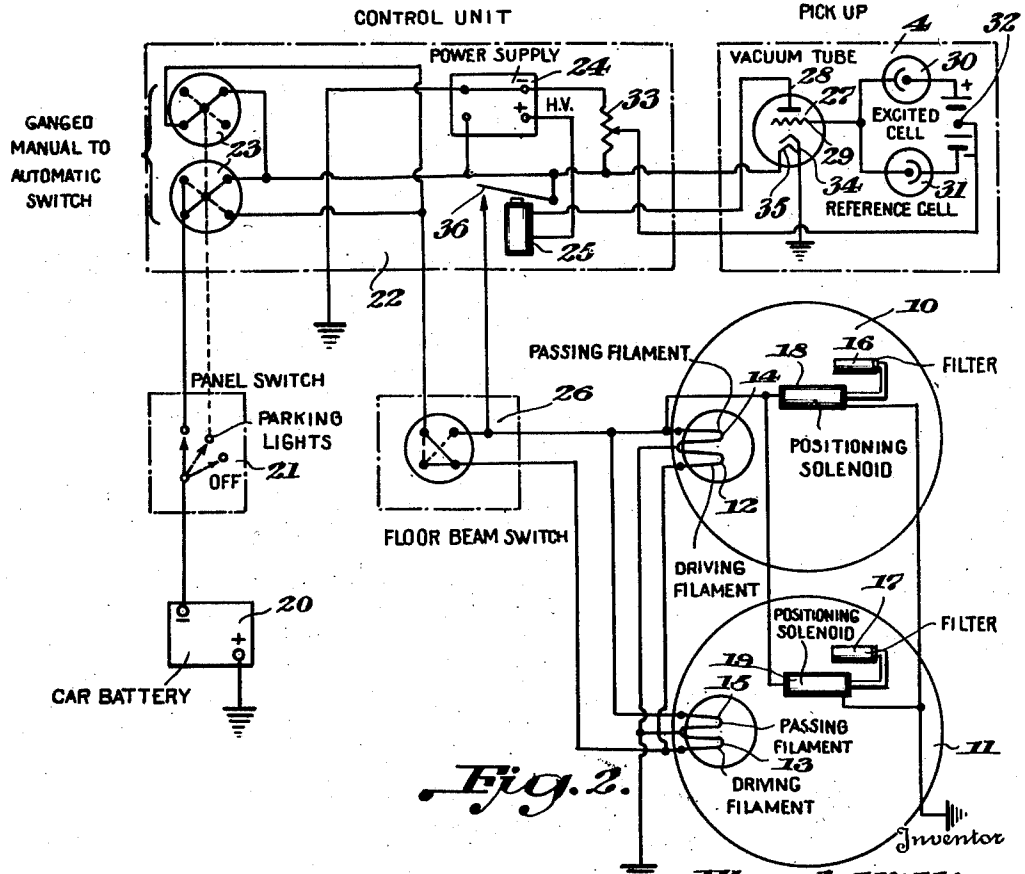 CONTROL UNIT
PICK UP
POWER SUPPLY
24
H.V.
33
VACUUM TUBE
4
32
28
30
27
EXCITED
CELL
29
34
35
31
REFERENCE CELL
GANGED
MANUAL TO
AUTOMATIC
SWITCH
23
36
25
22
PANEL SWITCH
PARKING
LIGHTS
21
OFF
26
FLOOR BEAM SWITCH
20
CAR BATTERY
PASSING FILAMENT
10
18
16
FILTER
14
POSITIONING
SOLENOID
12
DRIVING
FILAMENT
POSITIONING
SOLENOID
17
FILTER
19
15
PASSING
FILAMENT
13
DRIVING
FILAMENT
11
Fig. 2.
Inventor